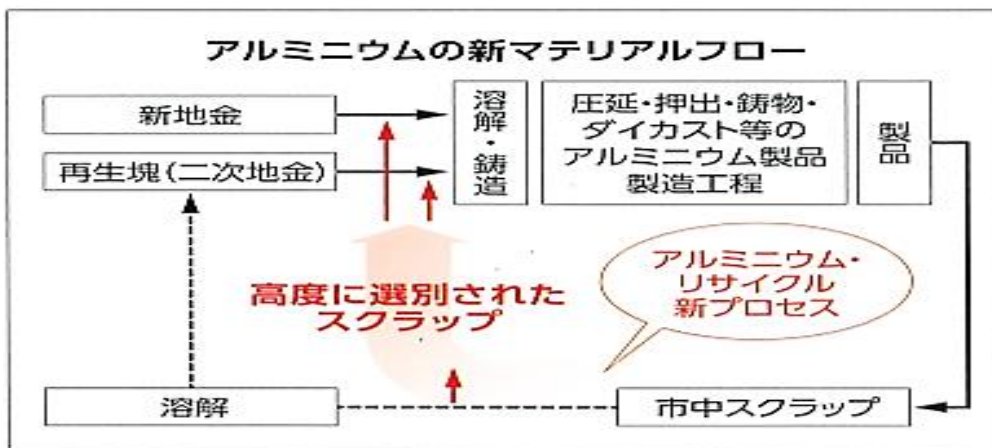 アルミニウムの新マテリアルフロー
新地金
再生塊(二次地金)
溶解・鋳造
圧延・押出・鋳物・
ダイカスト等の
アルミニウム製品
製造工程
製品
高度に選別された
スクラップ
アルミニウム・
リサイクル
新プロセス
溶解
市中スクラップ